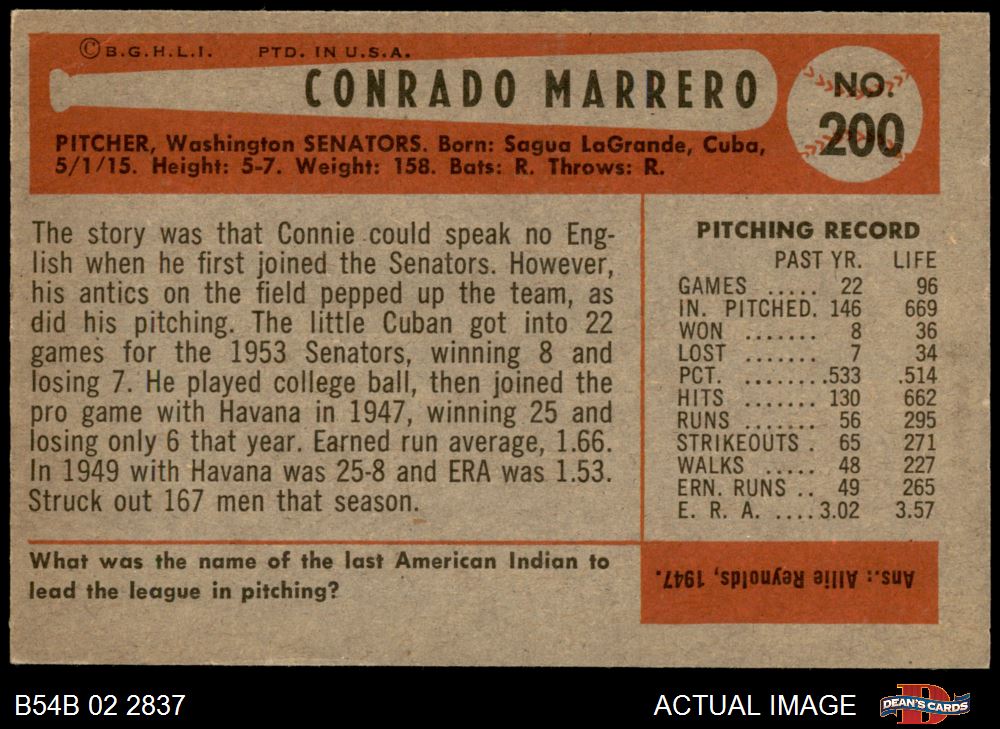 © B.G.H.L.I. PTD. IN U.S.A.
CONRADO MARRERO
NO.
200
PITCHER, Washington SENATORS. Born: Sagua LaGrande, Cuba,
5/1/15. Height: 5-7. Weight: 158. Bats: R. Throws: R.
The story was that Connie could speak no Eng-
lish when he first joined the Senators. However,
his antics on the field pepped up the team, as
did his pitching. The little Cuban got into 22
games for the 1953 Senators, winning 8 and
losing 7. He played college ball, then joined the
pro game with Havana in 1947, winning 25 and
losing only 6 that year. Earned run average, 1.66.
In 1949 with Havana was 25-8 and ERA was 1.53.
Struck out 167 men that season.
PITCHING RECORD
PAST YR. LIFE
GAMES ..... 22 96
IN. PITCHED. 146 669
WON ....... 8 36
LOST ....... 7 34
PCT. ........ .533 .514
HITS ....... 130 662
RUNS ....... 56 295
STRIKEOUTS . 65 271
WALKS ..... 48 227
ERN. RUNS .. 49 265
E. R. A. .... 3.02 3.57
What was the name of the last American Indian to
lead the league in pitching?
Ans.: Allie Reynolds, 1947.
B54B 02 2837
ACTUAL IMAGE
DEAN'S CARDS